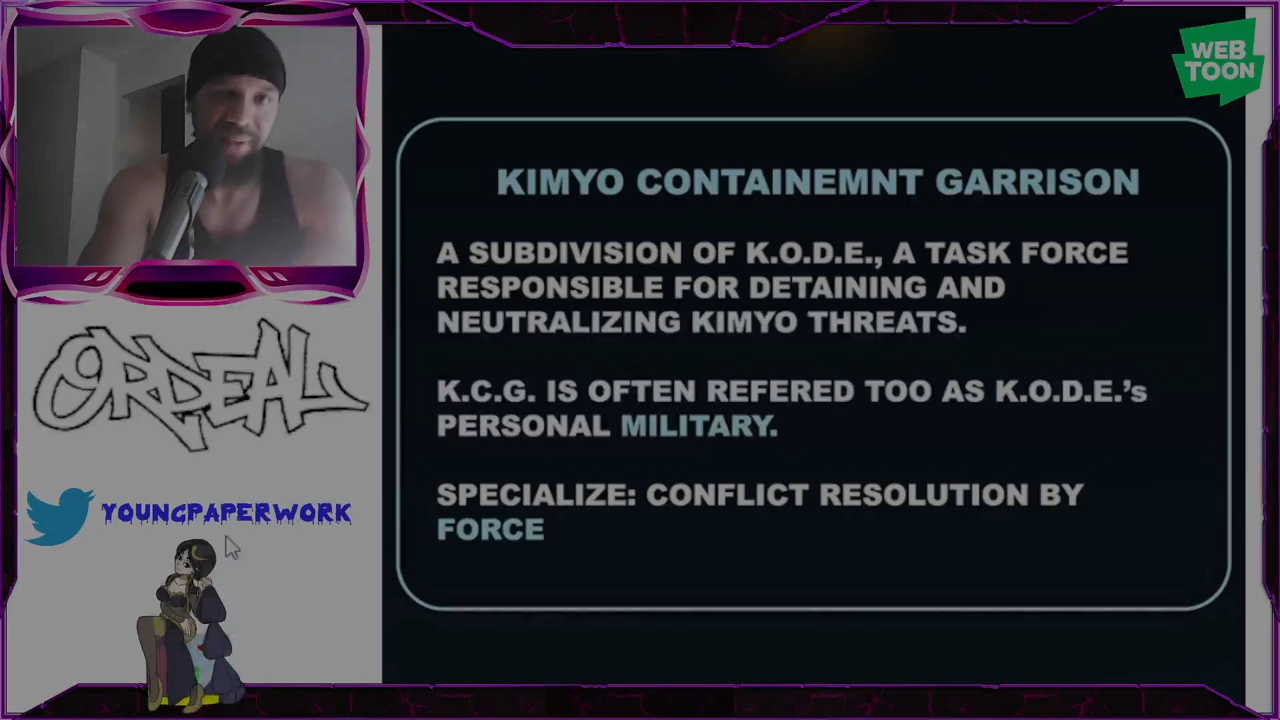 WEB
TOON
KIMYO CONTAINEMNT GARRISON
A SUBDIVISION OF K.O.D.E., A TASK FORCE
RESPONSIBLE FOR DETAINING AND
NEUTRALIZING KIMYO THREATS.
K.C.G. IS OFTEN REFERED TOO AS K.O.D.E.’s
PERSONAL MILITARY.
SPECIALIZE: CONFLICT RESOLUTION BY
FORCE
ORDEAL
YOUNGPAPERWORK